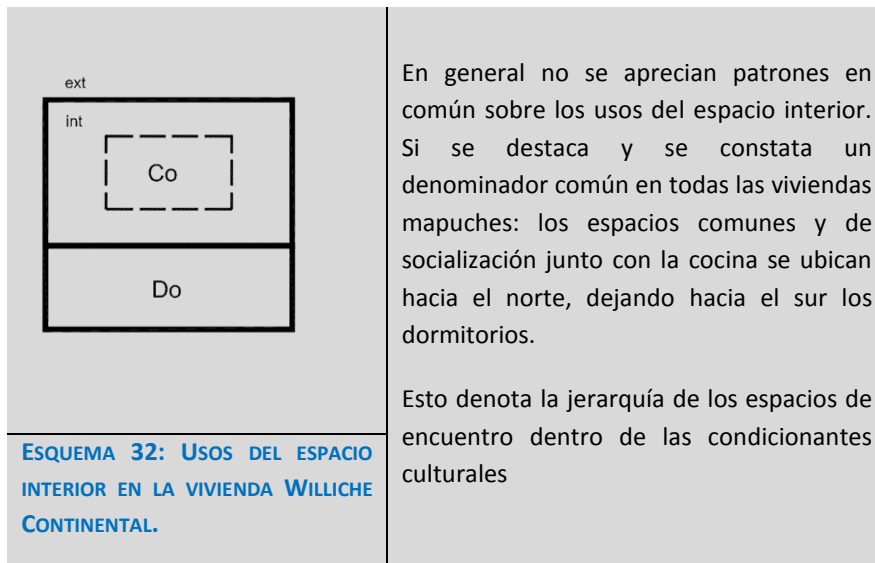 ext
int
Co
Do
ESQUEMA 32: USOS DEL ESPACIO
INTERIOR EN LA VIVIENDA WILLICHE
CONTINENTAL.
En general no se aprecian patrones en
común sobre los usos del espacio interior.
Si se destaca y se constata un
denominador común en todas las viviendas
mapuches: los espacios comunes y de
socialización junto con la cocina se ubican
hacia el norte, dejando hacia el sur los
dormitorios.
Esto denota la jerarquía de los espacios de
encuentro dentro de las condicionantes
culturales